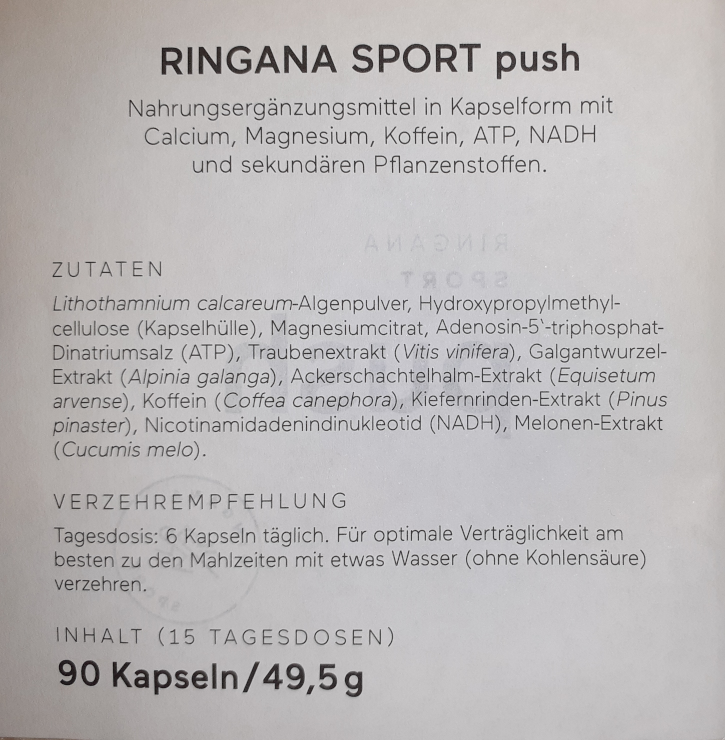 RINGANA SPORT push
Nahrungsergänzungsmittel in Kapselform mit
Calcium, Magnesium, Koffein, ATP, NADH
und sekundären Pflanzenstoffen.
RINGANA
SPORT
push
ZUTATEN
Lithothamnium calcareum-Algenpulver, Hydroxypropylmethyl-
cellulose (Kapselhülle), Magnesiumcitrat, Adenosin-5`-triphosphat-
Dinatriumsalz (ATP), Traubenextrakt (Vitis vinifera), Galgantwurzel-
Extrakt (Alpinia galanga), Ackerschachtelhalm-Extrakt (Equisetum
arvense), Koffein (Coffea canephora), Kiefernrinden-Extrakt (Pinus
pinaster), Nicotinamidadenindinukleotid (NADH), Melonen-Extrakt
(Cucumis melo).
VERZEHREMPFEHLUNG
Tagesdosis: 6 Kapseln täglich. Für optimale Verträglichkeit am
besten zu den Mahlzeiten mit etwas Wasser (ohne Kohlensäure)
verzehren.
INHALT (15 TAGESDOSEN)
90 Kapseln/49,5 g